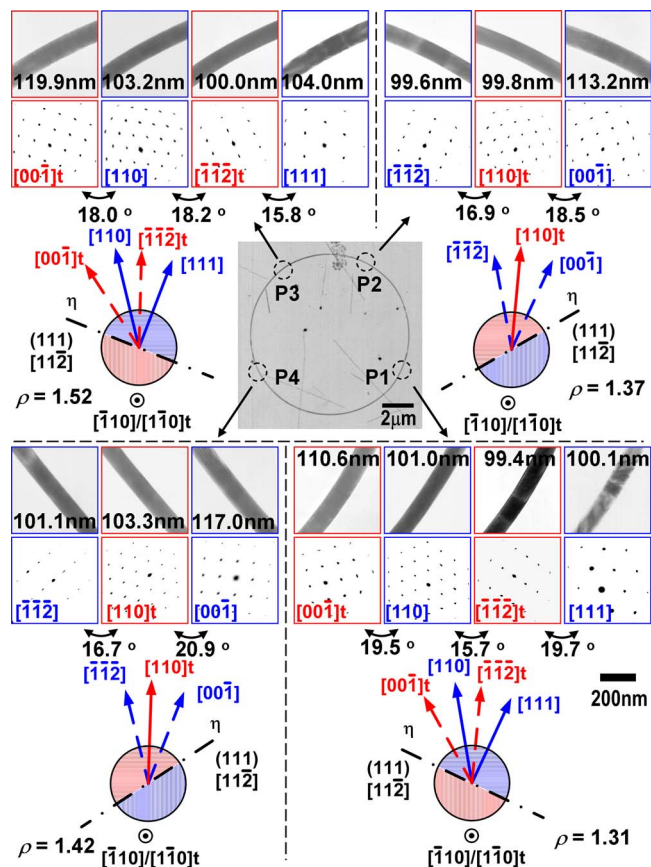 119.9nm 103.2nm 100.0nm 104.0nm
[001̄]t [110] [1̄1̄2̄]t [111]
18.0 ° 18.2 ° 15.8 °
[110] [1̄1̄2̄]t
[001̄]t [111]
η
(111)
[112̄]
ρ = 1.52
[1̄10]/[11̄0]t
99.6nm 99.8nm 113.2nm
[1̄1̄2̄] [110]t [001̄]
16.9 ° 18.5 °
[110]t
[1̄1̄2̄] [001̄]
η
(111)
[112̄]
ρ = 1.37
[1̄10]/[11̄0]t
P3 P2
P4 P1
2μm
101.1nm 103.3nm 117.0nm
[1̄1̄2̄] [110]t [001̄]
16.7 ° 20.9 °
[110]t
[1̄1̄2̄] [001̄]
η
(111)
[112̄]
ρ = 1.42
[1̄10]/[11̄0]t
110.6nm 101.0nm 99.4nm 100.1nm
[001̄]t [110] [1̄1̄2̄]t [111]
19.5 ° 15.7 ° 19.7 °
200nm
[110] [1̄1̄2̄]t
[001̄]t [111]
η
(111)
[112̄]
ρ = 1.31
[1̄10]/[11̄0]t